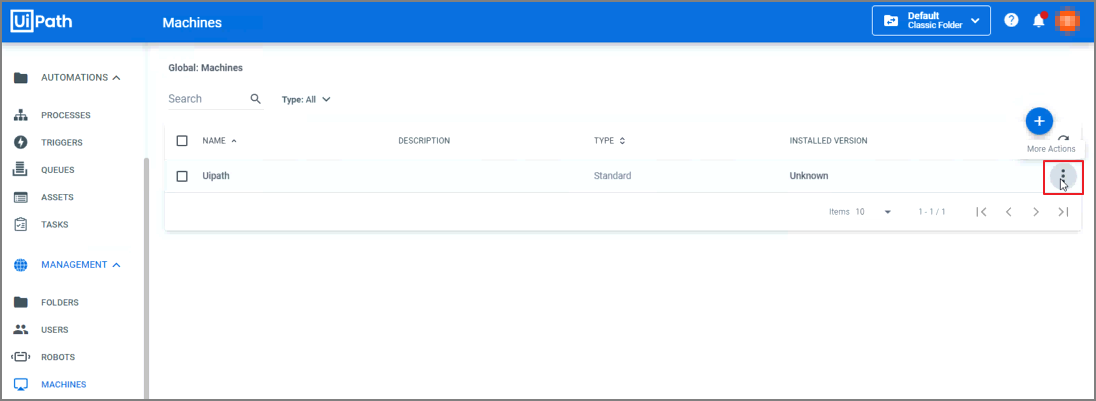 UiPath
Machines
Default
Classic Folder
AUTOMATIONS
PROCESSES
TRIGGERS
QUEUES
ASSETS
TASKS
MANAGEMENT
FOLDERS
USERS
ROBOTS
MACHINES
Global: Machines
Search
Type: All
NAME DESCRIPTION TYPE INSTALLED VERSION
More Actions
Uipath Standard Unknown
Items 10 1 - 1 / 1